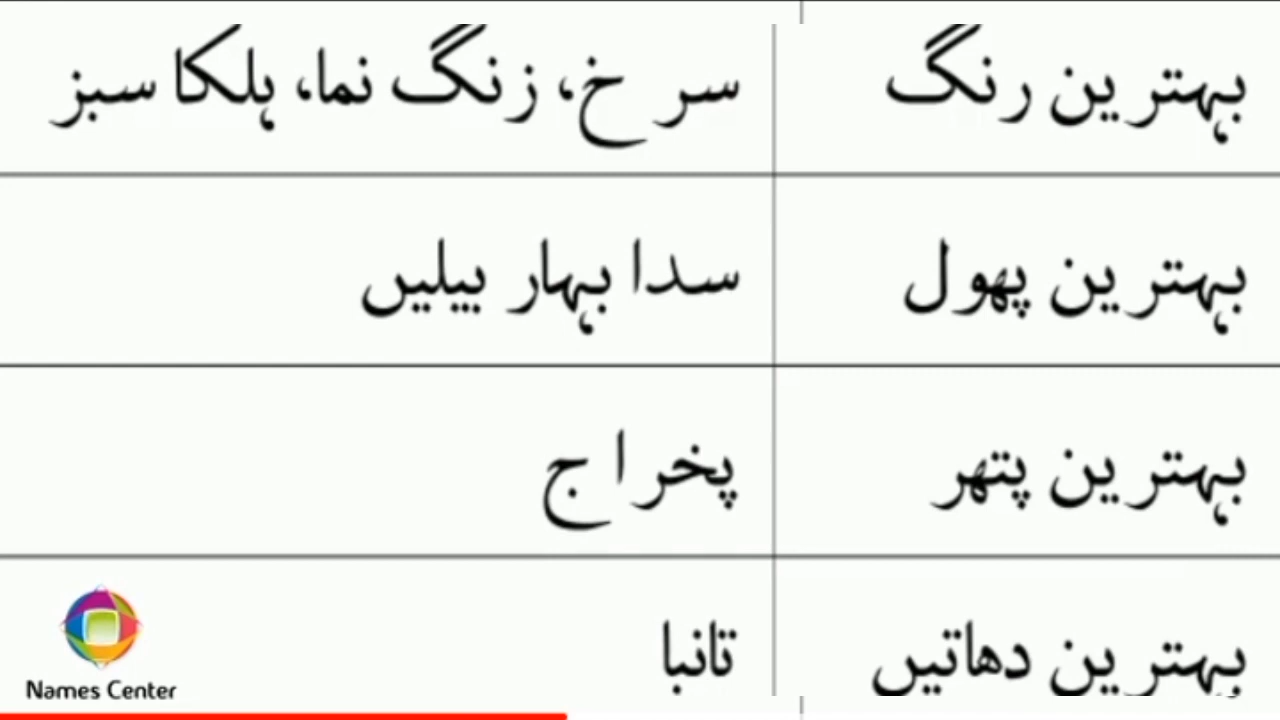 بہترین رنگ سرخ، زنگ نما، ہلکا سبز
بہترین پھول سدا بہار بیلیں
بہترین پتھر پخراج
بہترین دھاتیں تانبا
Names Center